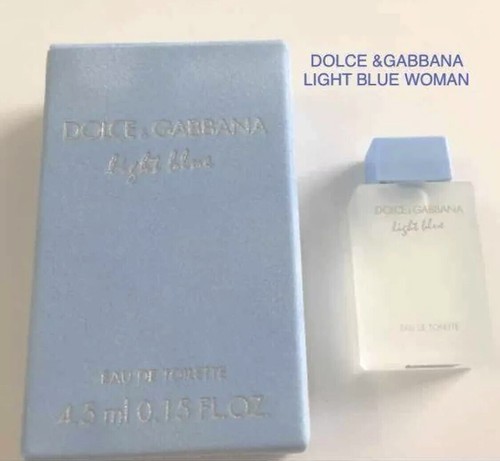 DOLCE &GABBANA
LIGHT BLUE WOMAN
DOLCE & GABBANA
light blue
EAU DE TOILETTE
4.5 ml 0.15 FL.OZ.
DOLCE & GABBANA
light blue
EAU DE TOILETTE